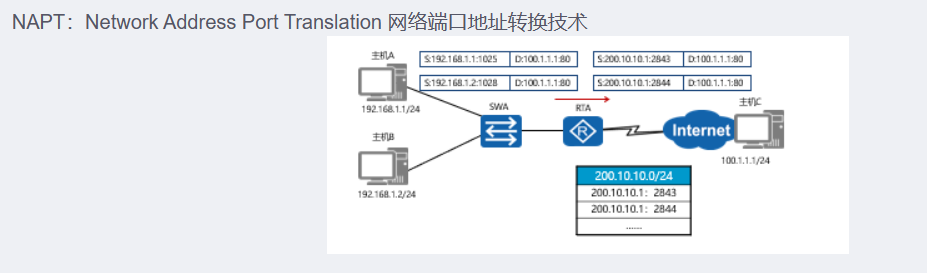 NAPT：Network Address Port Translation 网络端口地址转换技术
主机A
S:192.168.1.1:1025 D:100.1.1.1:80 S:200.10.10.1:2843 D:100.1.1.1:80
S:192.168.1.2:1028 D:100.1.1.1:80 S:200.10.10.1:2844 D:100.1.1.1:80
192.168.1.1/24
SWA
RTA
主机C
R
Internet
主机B
100.1.1.1/24
192.168.1.2/24
200.10.10.0/24
200.10.10.1：2843
200.10.10.1：2844
......